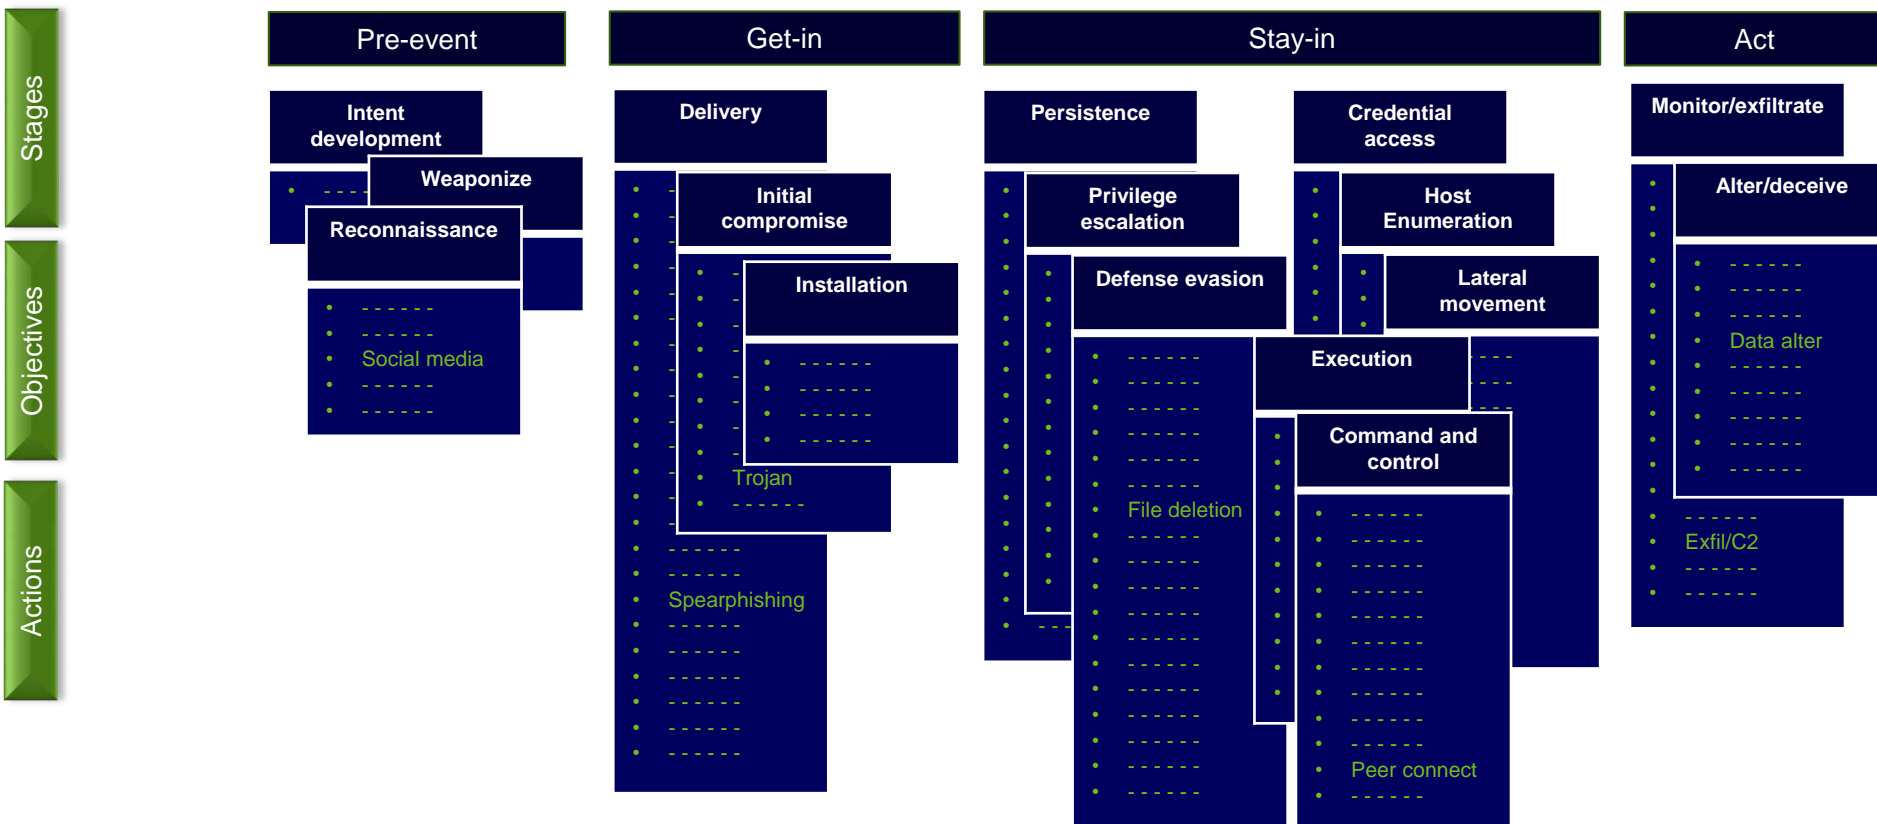 Stages
Objectives
Actions
Pre-event
Get-in
Stay-in
Act
Intent
development
Weaponize
Reconnaissance
- - - - - -
- - - - - -
Social media
- - - - - -
- - - - - -
Delivery
Initial
compromise
Installation
- - - - - -
- - - - - -
- - - - - -
- - - - - -
Trojan
- - - - - -
- - - - - -
- - - - - -
Spearphishing
- - - - - -
- - - - - -
- - - - - -
- - - - - -
- - - - - -
- - - - - -
Persistence
Privilege
escalation
Defense evasion
- - - - - -
- - - - - -
- - - - - -
- - - - - -
- - - - - -
- - - - - -
File deletion
- - - - - -
- - - - - -
- - - - - -
- - - - - -
- - - - - -
- - - - - -
- - - - - -
- - - - - -
- - - - - -
- - - - - -
- - - - - -
Credential
access
Host
Enumeration
Lateral
movement
Execution
Command and
control
- - - - - -
- - - - - -
- - - - - -
- - - - - -
- - - - - -
- - - - - -
- - - - - -
- - - - - -
- - - - - -
- - - - - -
Peer connect
- - - - - -
Monitor/exfiltrate
Alter/deceive
- - - - - -
- - - - - -
- - - - - -
Data alter
- - - - - -
- - - - - -
- - - - - -
- - - - - -
- - - - - -
- - - - - -
Exfil/C2
- - - - - -
- - - - - -